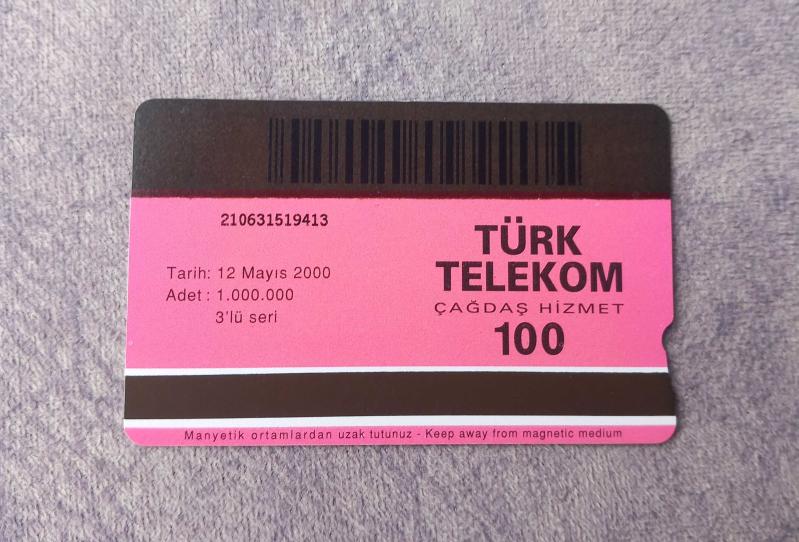 210631519413
Tarih: 12 Mayıs 2000
Adet : 1.000.000
3'lü seri
TÜRK
TELEKOM
ÇAĞDAŞ HİZMET
100
Manyetik ortamlardan uzak tutunuz - Keep away from magnetic medium